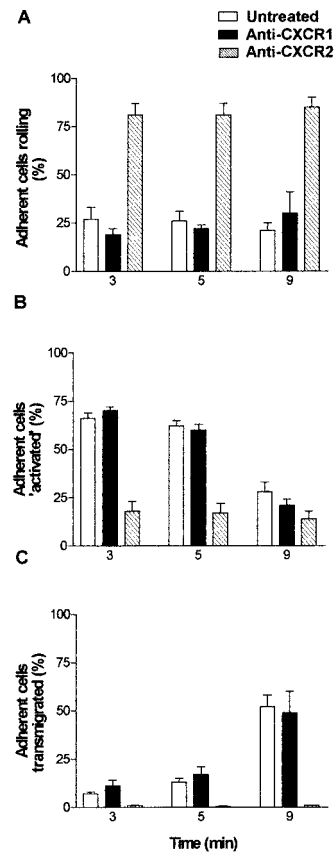 A
Untreated
Anti-CXCR1
Anti-CXCR2
Adherent cells rolling
(%)
100
75
50
25
0
3
5
9
B
Adherent cells
'activated' (%)
100
75
50
25
0
3
5
9
C
Adherent cells
transmigrated (%)
100
75
50
25
0
3
5
9
Time (min)